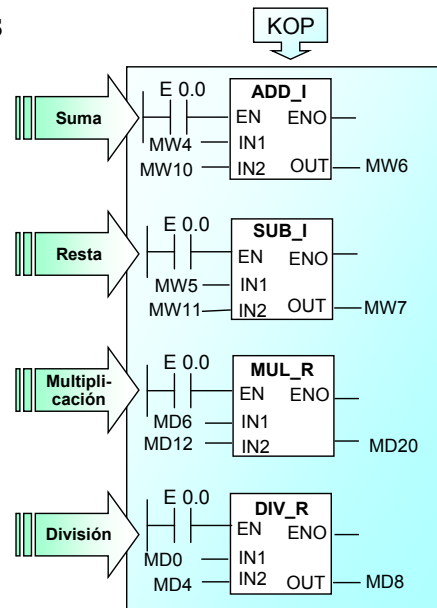 s
KOP
Suma
E 0.0
ADD_I
EN ENO
MW4 IN1
MW10 IN2 OUT MW6
Resta
E 0.0
SUB_I
EN ENO
MW5 IN1
MW11 IN2 OUT MW7
Multipli-
cación
E 0.0
MUL_R
EN ENO
MD6 IN1
MD12 IN2 MD20
División
E 0.0
DIV_R
EN ENO
MD0 IN1
MD4 IN2 OUT MD8